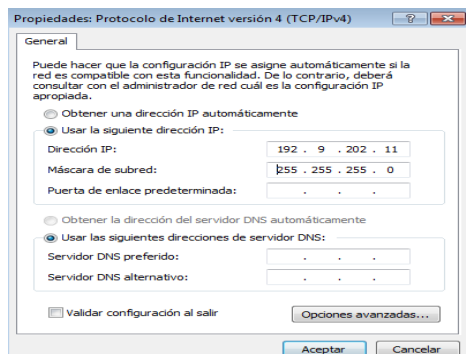 Propiedades: Protocolo de Internet versión 4 (TCP/IPv4)
General
Puede hacer que la configuración IP se asigne automáticamente si la
red es compatible con esta funcionalidad. De lo contrario, deberá
consultar con el administrador de red cuál es la configuración IP
apropiada.
Obtener una dirección IP automáticamente
Usar la siguiente dirección IP:
Dirección IP: 192 . 9 . 202 . 11
Máscara de subred: 255 . 255 . 255 . 0
Puerta de enlace predeterminada: . . .
Obtener la dirección del servidor DNS automáticamente
Usar las siguientes direcciones de servidor DNS:
Servidor DNS preferido: . . .
Servidor DNS alternativo: . . .
Validar configuración al salir
Opciones avanzadas...
Aceptar Cancelar